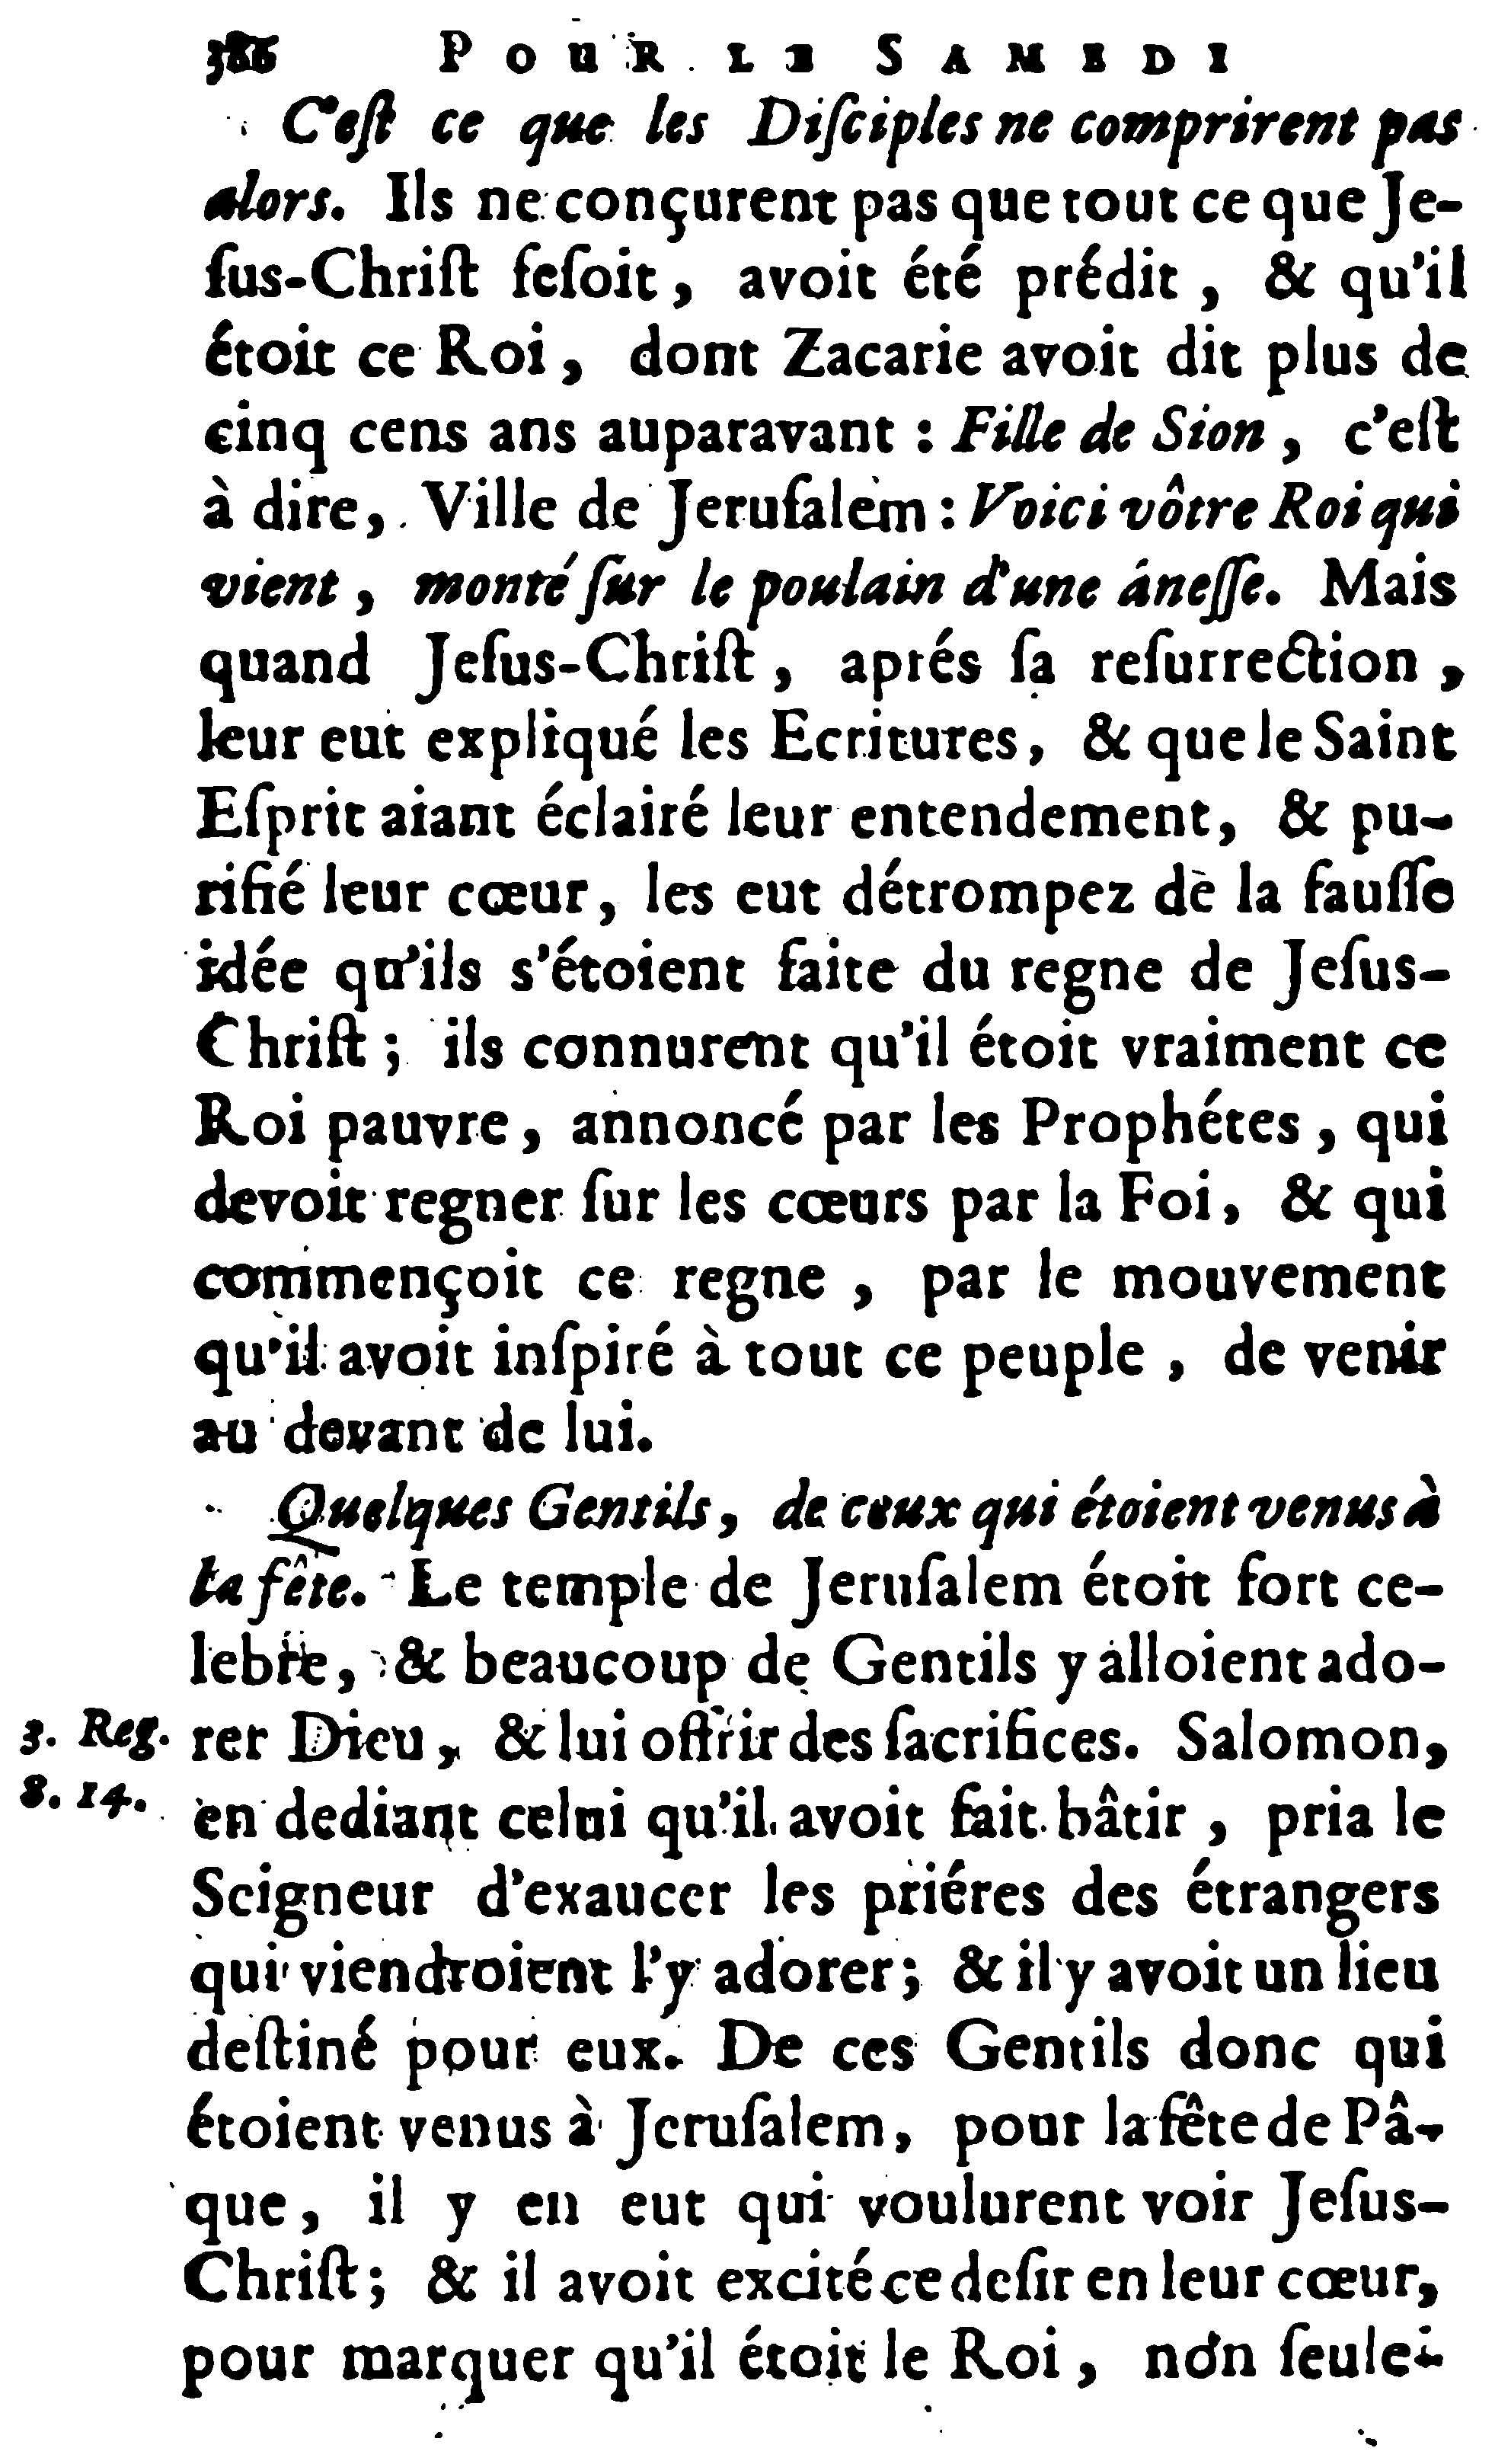 386 POUR LE SAMEDI
C'eſt ce que les Diſciples ne comprirent pas
alors. Ils ne conçurent pas que tout ce que Je-
ſus-Chriſt feſoit, avoit été prédit, & qu'il
étoit ce Roi, dont Zacarie avoit dit plus de
cinq cens ans auparavant : Fille de Sion, c'eſt
à dire, Ville de Jeruſalem : Voici vôtre Roi qui
vient, monté ſur le poulain d'une áneſſe. Mais
quand Jeſus-Chriſt, aprés ſa reſurrection,
leur eut expliqué les Ecritures, & que le Saint
Eſprit aiant éclairé leur entendement, & pu-
rifié leur cœur, les eut détrompez de la fauſſe
idée qu'ils s'étoient faite du regne de Jeſus-
Chriſt ; ils connurent qu'il étoit vraiment ce
Roi pauvre, annoncé par les Prophétes, qui
devoit regner ſur les cœurs par la Foi, & qui
commençoit ce regne, par le mouvement
qu'il avoit inſpiré à tout ce peuple, de venir
au devant de lui.
Quelques Gentils, de ceux qui étoient venus à
la fête. Le temple de Jeruſalem étoit fort ce-
lebre, & beaucoup de Gentils y alloient ado-
3. Reg. rer Dieu, & lui offrir des ſacrifices. Salomon,
8. 14. en dediant celui qu'il avoit fait bâtir, pria le
Seigneur d'exaucer les priéres des étrangers
qui viendroient l'y adorer ; & il y avoit un lieu
deſtiné pour eux. De ces Gentils donc qui
étoient venus à Jeruſalem, pour la fête de Pâ-
que, il y en eut qui voulurent voir Jeſus-
Chriſt ; & il avoit excité ce deſir en leur cœur,
pour marquer qu'il étoit le Roi, non ſeule-